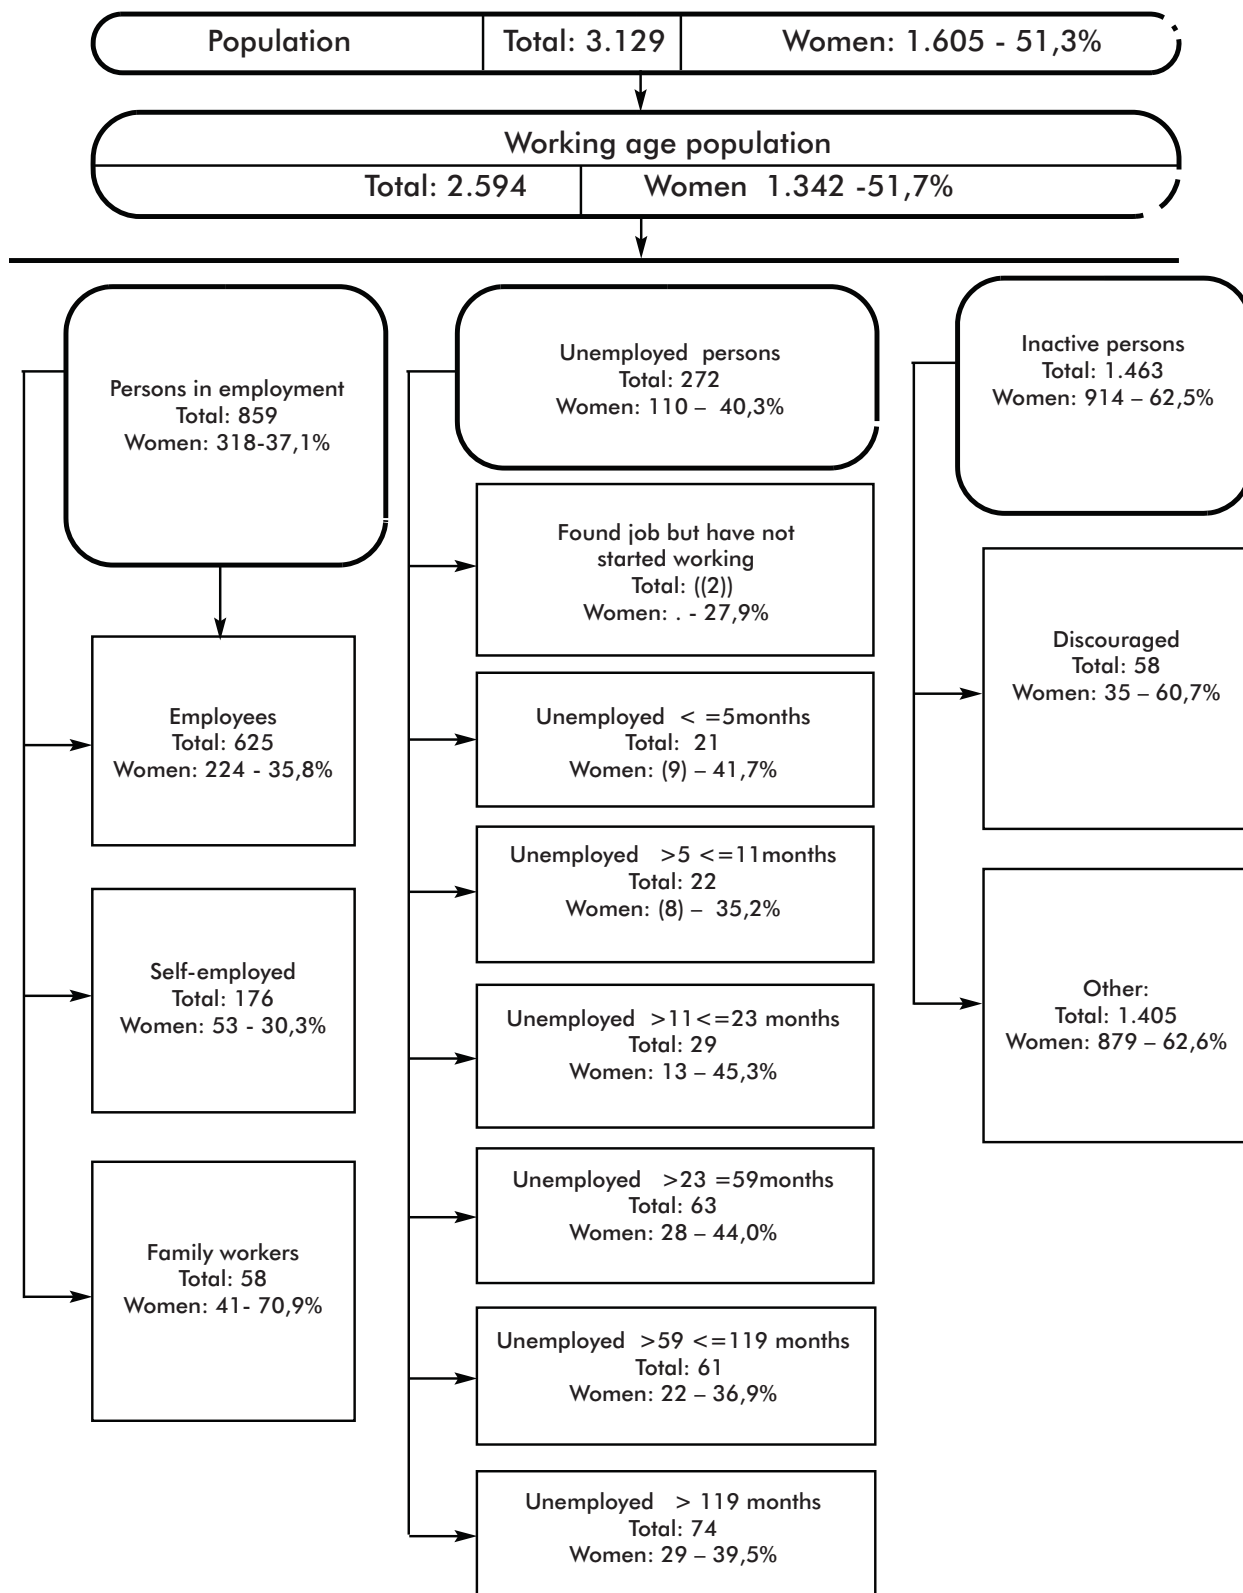 Population Total: 3.129 Women: 1.605 - 51,3%
Working age population
Total: 2.594 Women 1.342 -51,7%
Persons in employment
Total: 859
Women: 318-37,1%
Employees
Total: 625
Women: 224 - 35,8%
Self-employed
Total: 176
Women: 53 - 30,3%
Family workers
Total: 58
Women: 41- 70,9%
Unemployed persons
Total: 272
Women: 110 – 40,3%
Found job but have not
started working
Total: ((2))
Women: . - 27,9%
Unemployed < =5months
Total: 21
Women: (9) – 41,7%
Unemployed >5 <=11months
Total: 22
Women: (8) – 35,2%
Unemployed >11<=23 months
Total: 29
Women: 13 – 45,3%
Unemployed >23 =59months
Total: 63
Women: 28 – 44,0%
Unemployed >59 <=119 months
Total: 61
Women: 22 – 36,9%
Unemployed > 119 months
Total: 74
Women: 29 – 39,5%
Inactive persons
Total: 1.463
Women: 914 – 62,5%
Discouraged
Total: 58
Women: 35 – 60,7%
Other:
Total: 1.405
Women: 879 – 62,6%